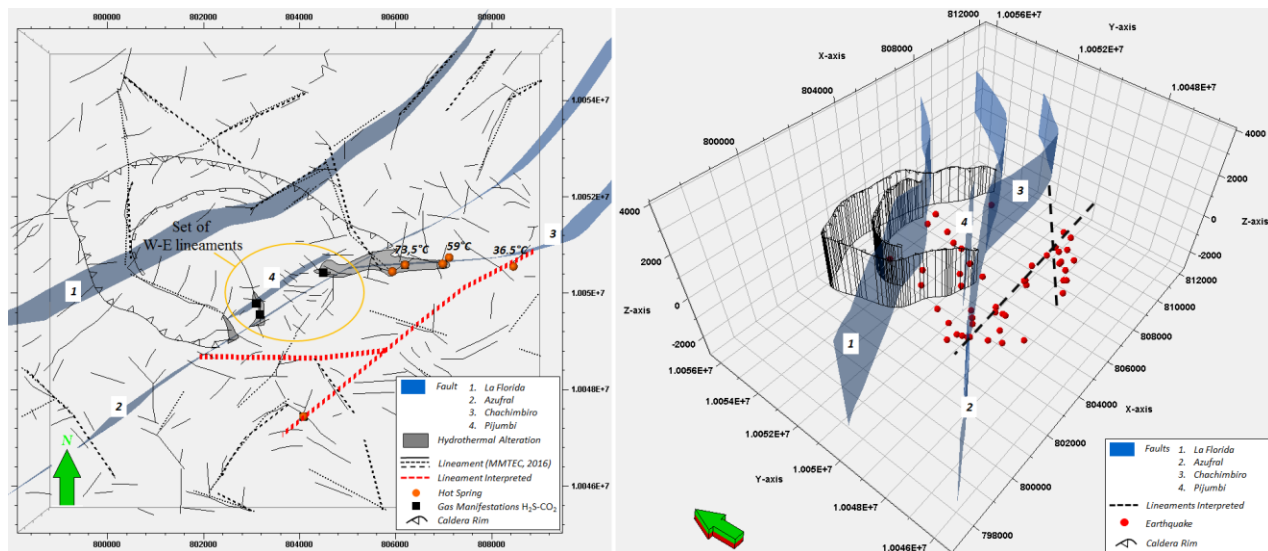 800000
802000
804000
806000
808000
1.0054E+7
1.0052E+7
1.005E+7
1.0048E+7
1.0046E+7
Set of
W-E lineaments
73,5°C
59°C
36.5°C
1
2
3
4
N
Fault
1. La Florida
2. Azufral
3. Chachimbiro
4. Pijumbi
Hydrothermal Alteration
Lineament (MMTEC, 2016)
Lineament Interpreted
Hot Spring
Gas Manifestations H₂S-CO₂
Caldera Rim
800000
802000
804000
806000
808000
812000
1.0056E+7
Y-axis
808000
1.0052E+7
X-axis
804000
1.0048E+7
800000
4000
2000
0
Z-axis
-2000
4000
2000
Z-axis
0
-2000
812000
810000
808000
806000
X-axis
804000
802000
800000
798000
1.0056E+7
1.0054E+7
1.0052E+7
1.005E+7
Y-axis
1.0048E+7
1.0046E+7
1
2
3
4
Faults
1. La Florida
2. Azufral
3. Chachimbiro
4. Pijumbi
Lineaments Interpreted
Earthquake
Caldera Rim